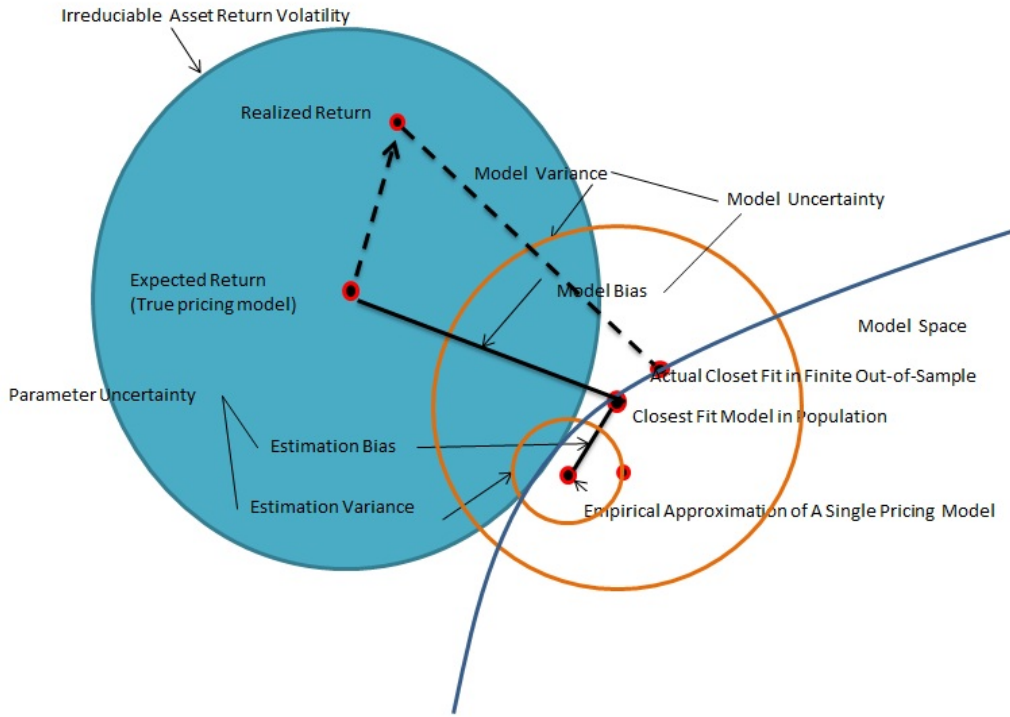 Irreduciable Asset Return Volatility
Realized Return
Model Variance
Model Uncertainty
Expected Return
(True pricing model)
Model Bias
Model Space
Actual Closet Fit in Finite Out-of-Sample
Parameter Uncertainty
Closest Fit Model in Population
Estimation Bias
Estimation Variance
Empirical Approximation of A Single Pricing Model